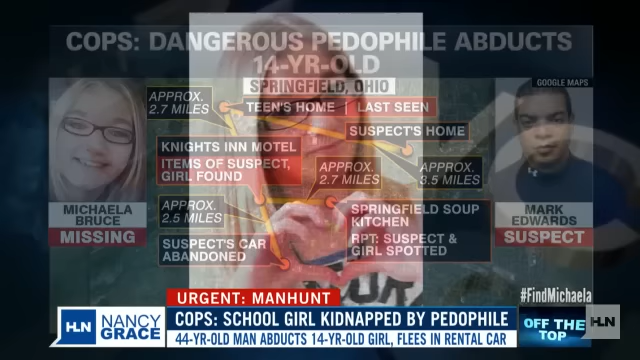 COPS: DANGEROUS PEDOPHILE ABDUCTS
14-YR-OLD
SPRINGFIELD, OHIO
GOOGLE MAPS
APPROX.
2.7 MILES
TEEN'S HOME
LAST SEEN
SUSPECT'S HOME
KNIGHTS INN MOTEL
ITEMS OF SUSPECT,
GIRL FOUND
APPROX.
2.7 MILES
APPROX.
3.5 MILES
MICHAELA
BRUCE
MISSING
APPROX.
2.5 MILES
SUSPECT'S CAR
ABANDONED
SPRINGFIELD SOUP
KITCHEN
RPT: SUSPECT &
GIRL SPOTTED
MARK
EDWARDS
SUSPECT
#FindMichaela
URGENT: MANHUNT
HLN
NANCY
GRACE
COPS: SCHOOL GIRL KIDNAPPED BY PEDOPHILE
44-YR-OLD MAN ABDUCTS 14-YR-OLD GIRL, FLEES IN RENTAL CAR
OFF THE
TOP
HLN